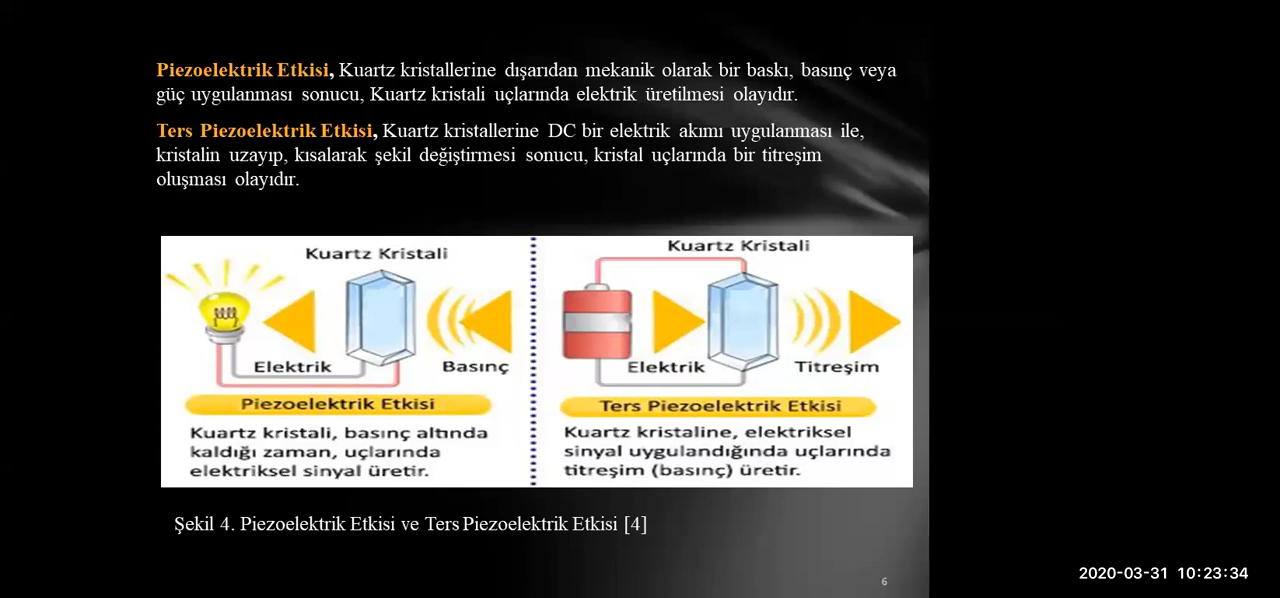 Piezoelektrik Etkisi, Kuartz kristallerine dışarıdan mekanik olarak bir baskı, basınç veya
güç uygulanması sonucu, Kuartz kristali uçlarında elektrik üretilmesi olayıdır.
Ters Piezoelektrik Etkisi, Kuartz kristallerine DC bir elektrik akımı uygulanması ile,
kristalin uzayıp, kısalarak şekil değiştirmesi sonucu, kristal uçlarında bir titreşim
oluşması olayıdır.
Kuartz Kristali
Elektrik
Basınç
Piezoelektrik Etkisi
Kuartz kristali, basınç altında
kaldığı zaman, uçlarında
elektriksel sinyal üretir.
Kuartz Kristali
Elektrik
Titreşim
Ters Piezoelektrik Etkisi
Kuartz kristaline, elektriksel
sinyal uygulandığında uçlarında
titreşim (basınç) üretir.
Şekil 4. Piezoelektrik Etkisi ve Ters Piezoelektrik Etkisi [4]
6
2020-03-31 10:23:34